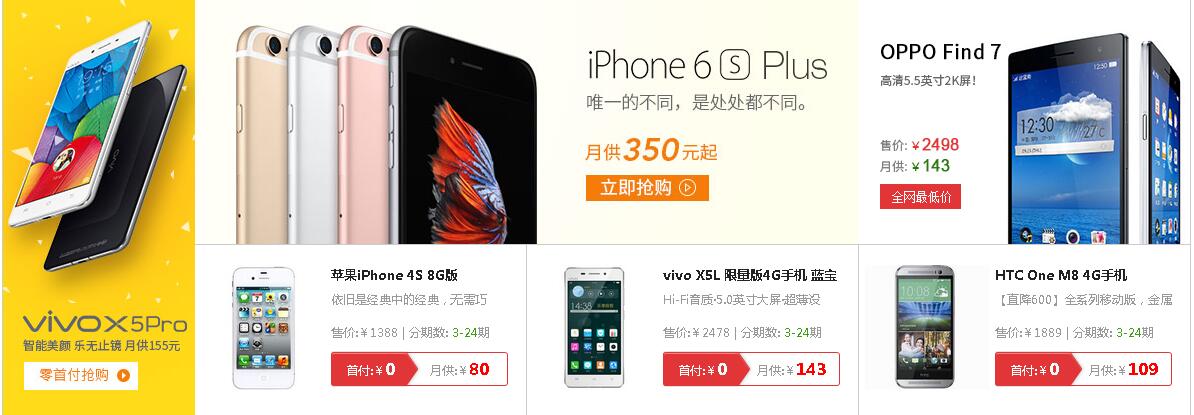 vivo X5Pro
智能美颜 乐无止镜 月供155元
零首付抢购
iPhone 6 S Plus
唯一的不同，是处处都不同。
月供350元起
立即抢购
OPPO Find 7
高清5.5英寸2K屏！
售价:￥2498
月供:￥143
全网最低价
12:30
27°c
苹果iPhone 4S 8G版
依旧是经典中的经典，无需巧
售价:￥1388 | 分期数: 3-24期
首付:￥0 月供:￥80
vivo X5L 限量版4G手机 蓝宝
Hi-Fi音质·5.0英寸大屏·超薄设
售价:￥2478 | 分期数: 3-24期
首付:￥0 月供:￥143
HTC One M8 4G手机
【直降600】全系列移动版，金属
售价:￥1889 | 分期数: 3-24期
首付:￥0 月供:￥109